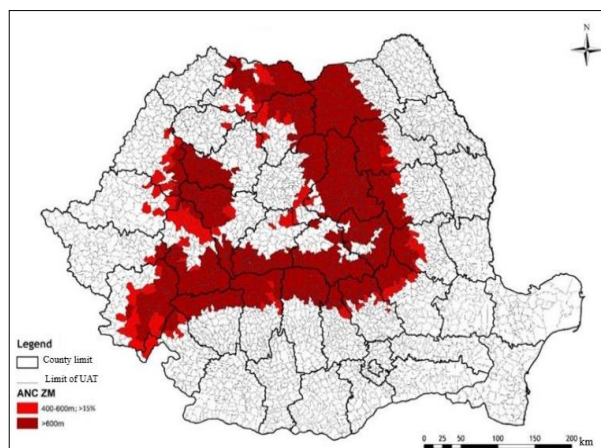 N
Legend
County limit
Limit of UAT
ANC ZM
400-600m; >15%
>600m
0 25 50 100 150 200 km